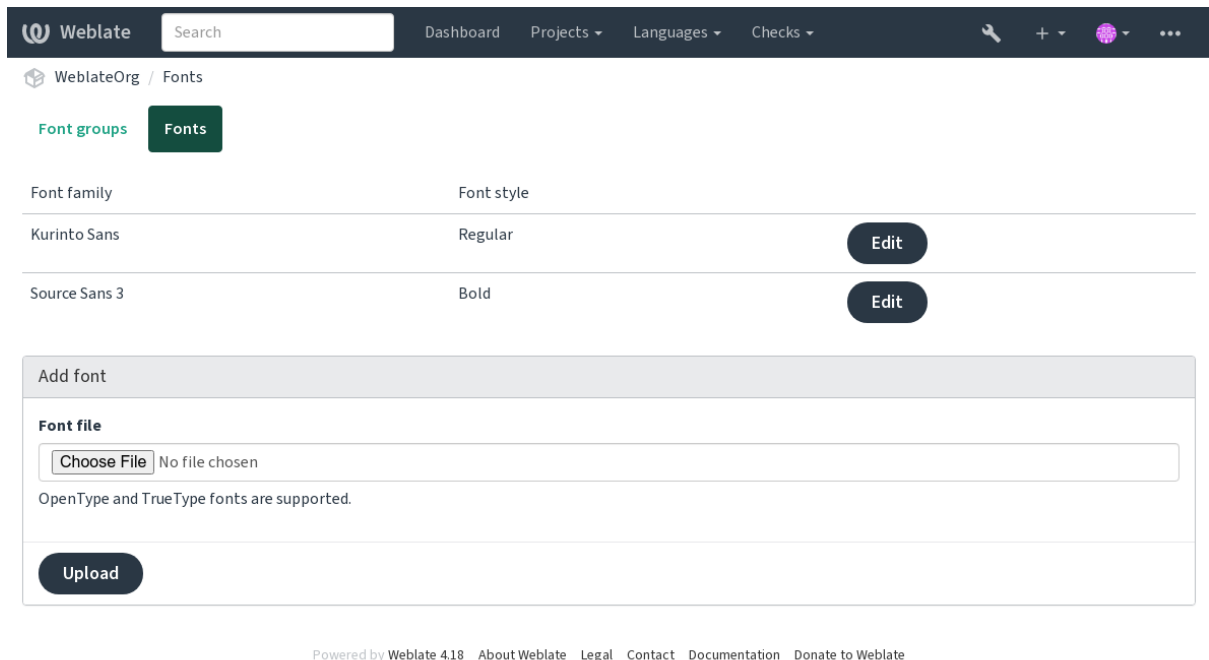 Weblate Search Dashboard Projects Languages Checks + •••
WeblateOrg / Fonts
Font groups Fonts
Font family Font style
Kurinto Sans Regular Edit
Source Sans 3 Bold Edit
Add font
Font file
Choose File No file chosen
OpenType and TrueType fonts are supported.
Upload
Powered by Weblate 4.18 About Weblate Legal Contact Documentation Donate to Weblate